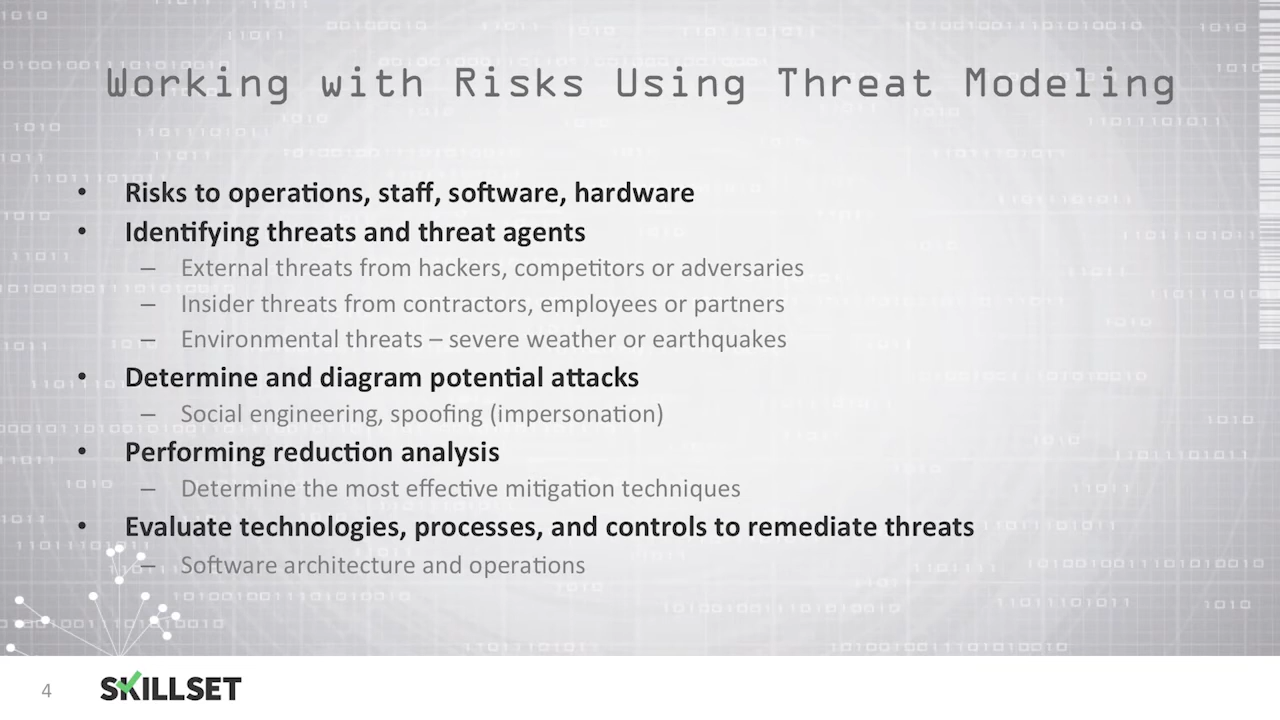 Working with Risks Using Threat Modeling
• Risks to operations, staff, software, hardware
• Identifying threats and threat agents
– External threats from hackers, competitors or adversaries
– Insider threats from contractors, employees or partners
– Environmental threats – severe weather or earthquakes
• Determine and diagram potential attacks
– Social engineering, spoofing (impersonation)
• Performing reduction analysis
– Determine the most effective mitigation techniques
• Evaluate technologies, processes, and controls to remediate threats
– Software architecture and operations
4
SKILLSET